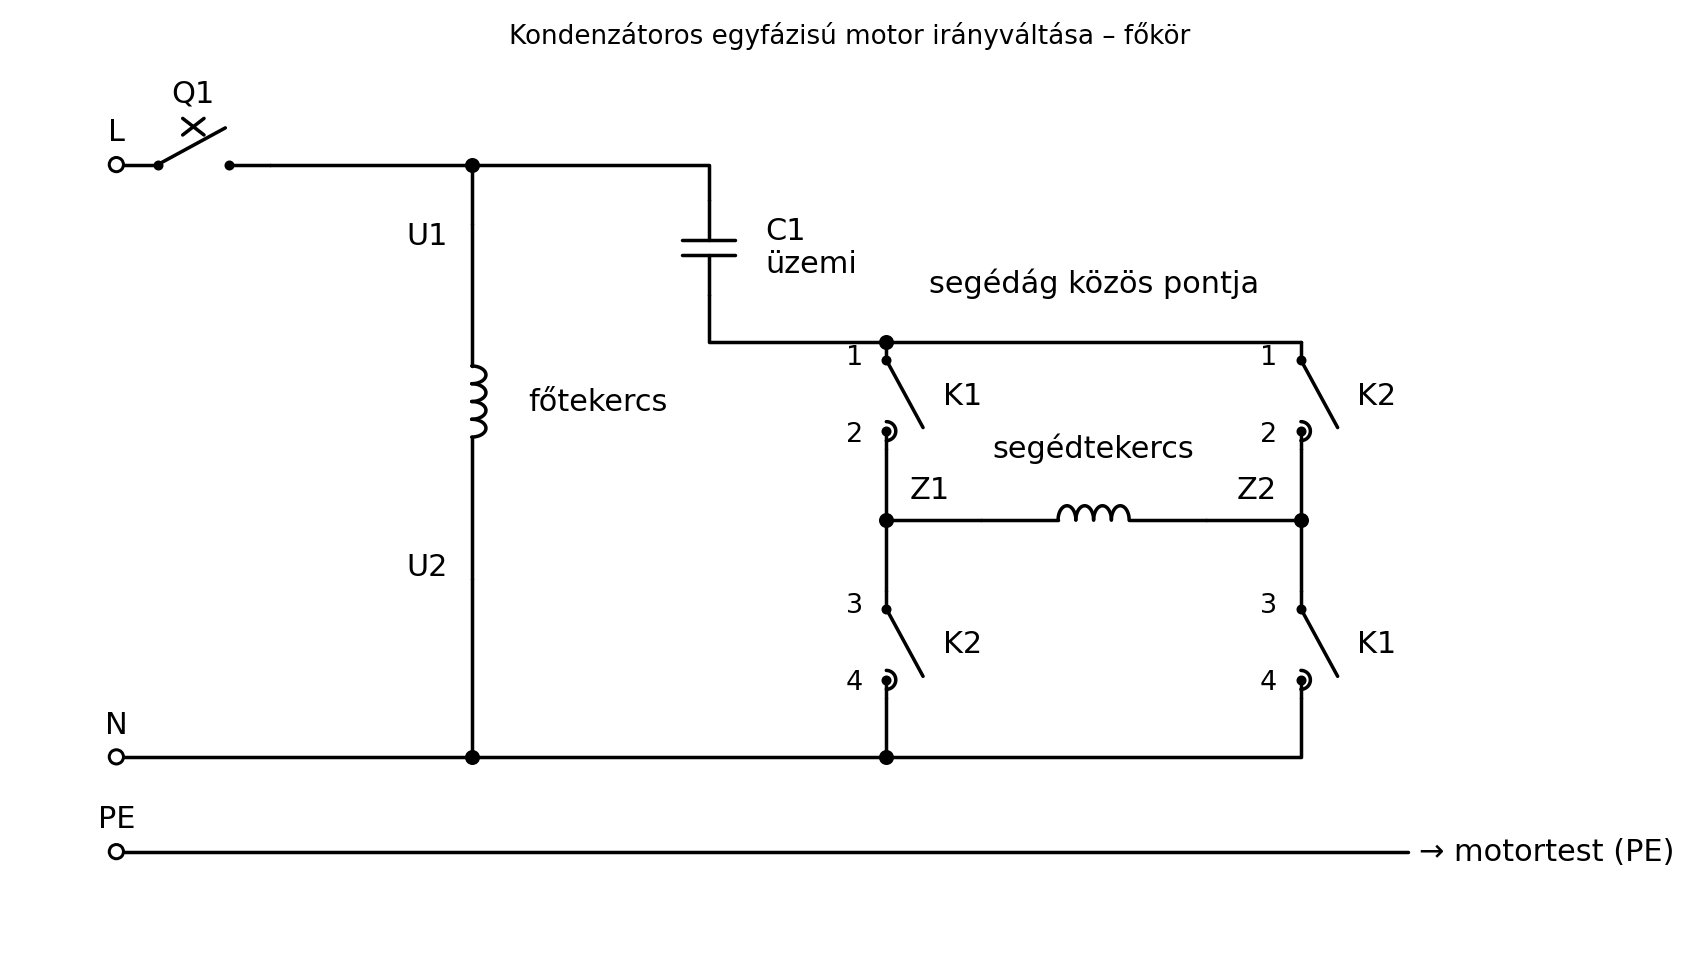 Kondenzátoros egyfázisú motor irányváltása – főkör
Q1
L
U1
C1
üzemi
segédág közös pontja
1
K1
1
K2
főtekercs
2
2
segédtekercs
Z1
Z2
U2
3
K2
3
K1
4
4
N
PE
→ motortest (PE)